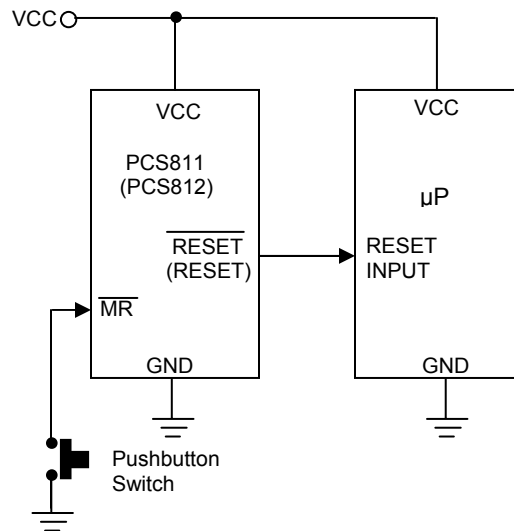 VCC
VCC
PCS811
(PCS812)
RESET
(RESET)
MR
GND
VCC
µP
RESET
INPUT
GND
Pushbutton
Switch